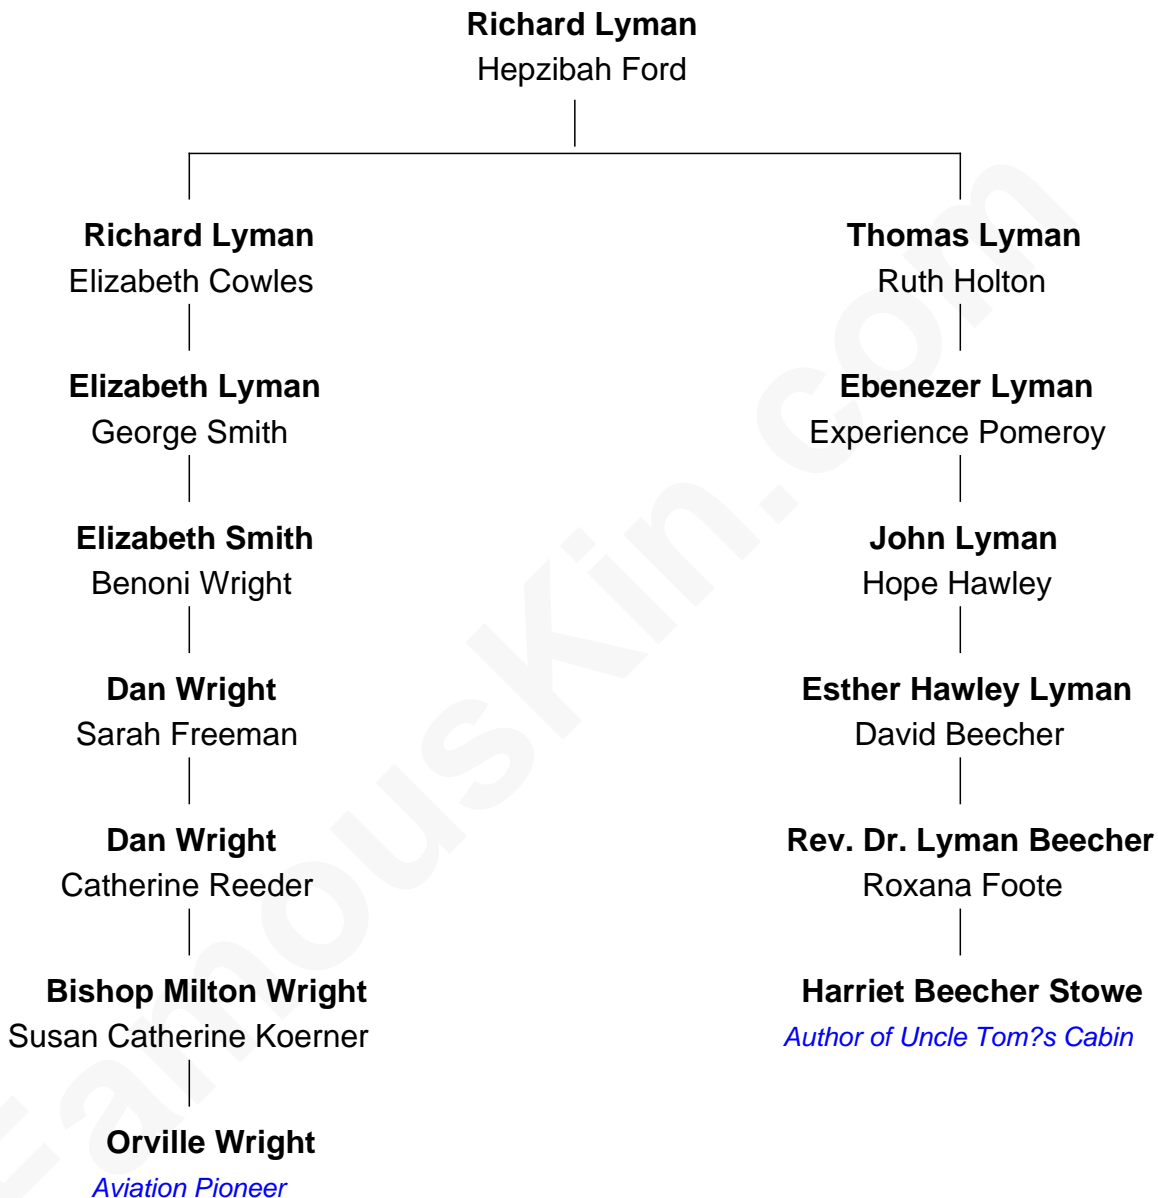 Richard Lyman
Hepzibah Ford
Richard Lyman
Elizabeth Cowles
Thomas Lyman
Ruth Holton
Elizabeth Lyman
George Smith
Ebenezer Lyman
Experience Pomeroy
Elizabeth Smith
Benoni Wright
John Lyman
Hope Hawley
Dan Wright
Sarah Freeman
Esther Hawley Lyman
David Beecher
Dan Wright
Catherine Reeder
Rev. Dr. Lyman Beecher
Roxana Foote
Bishop Milton Wright
Susan Catherine Koerner
Harriet Beecher Stowe
Author of Uncle Tom?s Cabin
Orville Wright
Aviation Pioneer
FamousKin.com